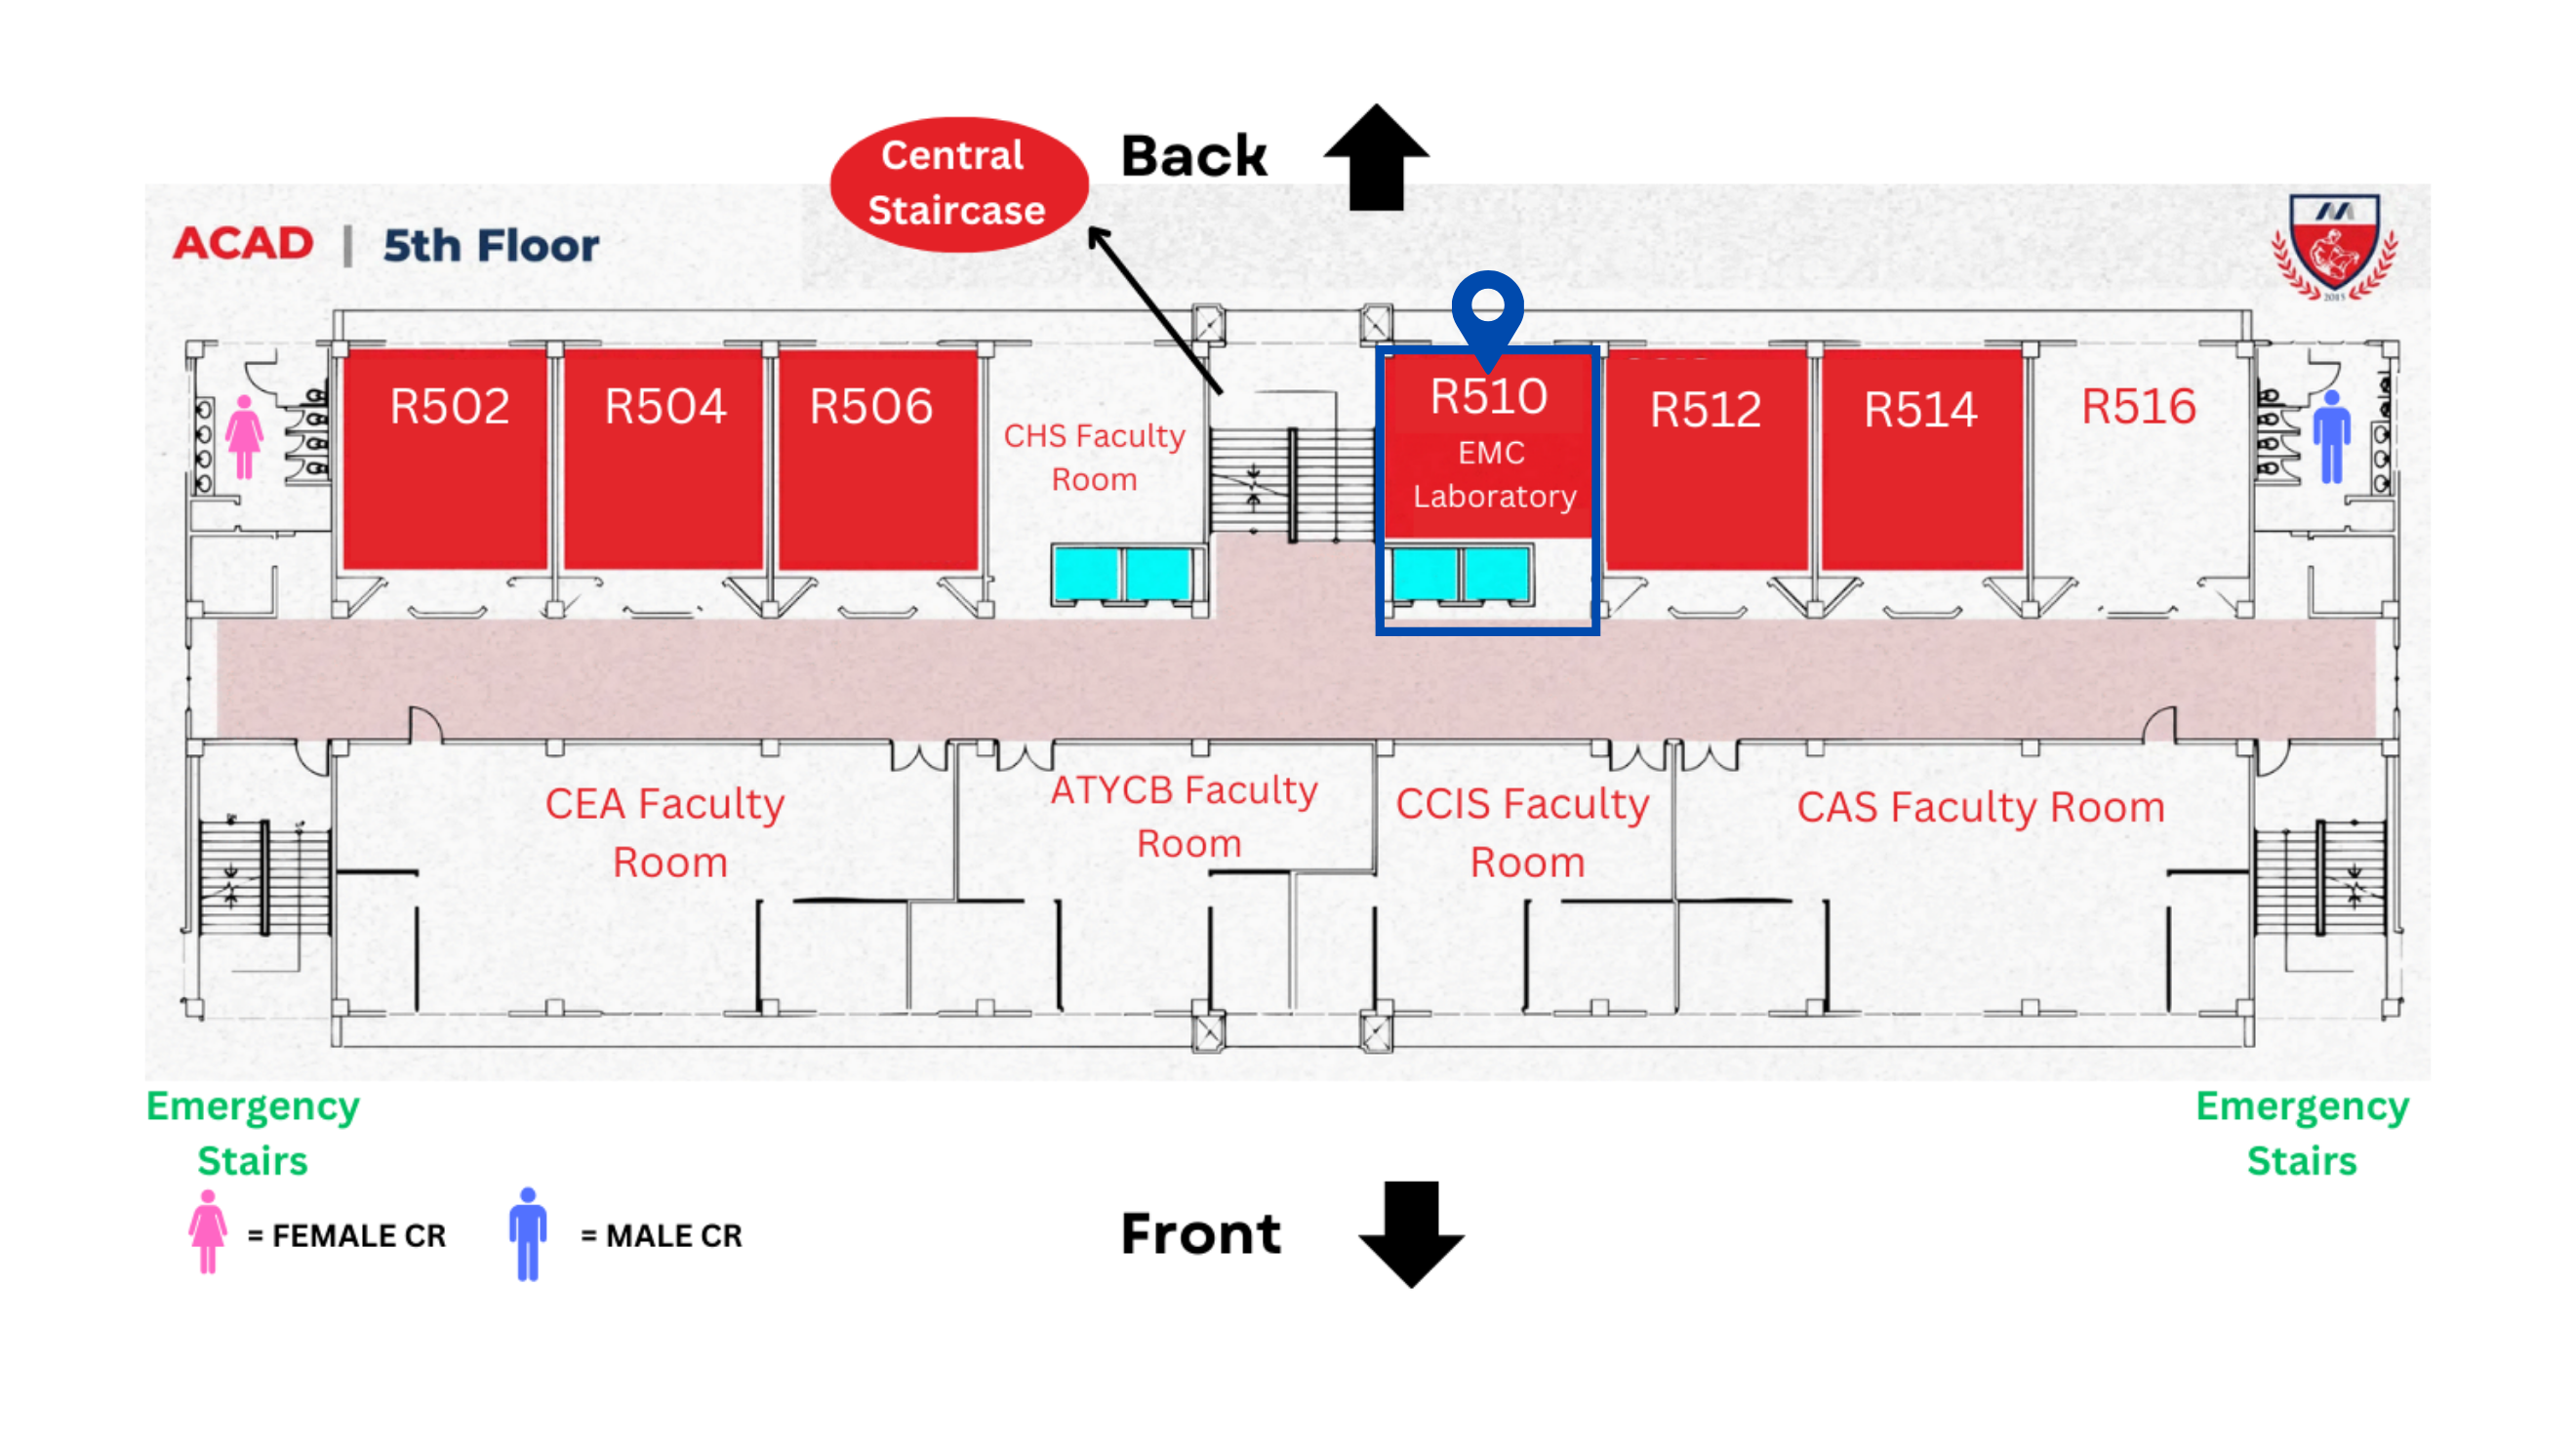 Central
Staircase
Back
ACAD | 5th Floor
2015
R502
R504
R506
CHS Faculty
Room
R510
EMC
Laboratory
R512
R514
R516
CEA Faculty
Room
ATYCB Faculty
Room
CCIS Faculty
Room
CAS Faculty Room
Emergency
Stairs
Emergency
Stairs
= FEMALE CR
= MALE CR
Front